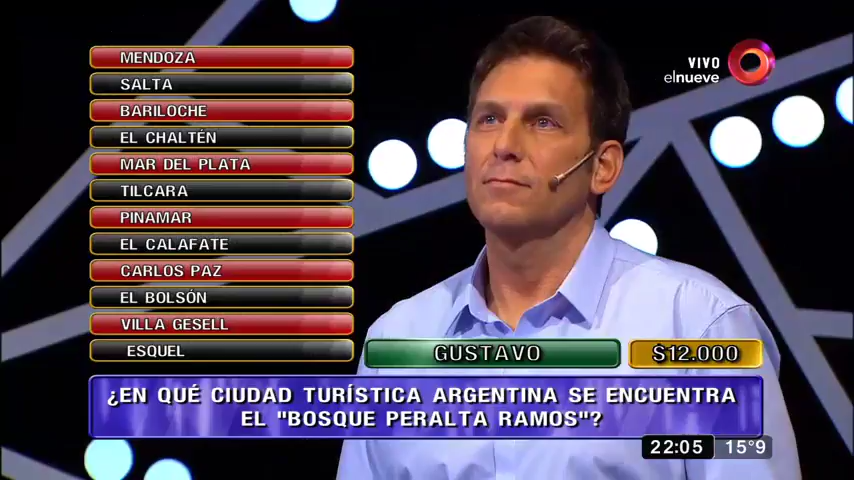 MENDOZA
SALTA
BARILOCHE
EL CHALTÉN
MAR DEL PLATA
TILCARA
PINAMAR
EL CALAFATE
CARLOS PAZ
EL BOLSÓN
VILLA GESELL
ESQUEL
VIVO
elnueve
GUSTAVO
$12.000
¿EN QUÉ CIUDAD TURÍSTICA ARGENTINA SE ENCUENTRA
EL "BOSQUE PERALTA RAMOS"?
22:05 15°9